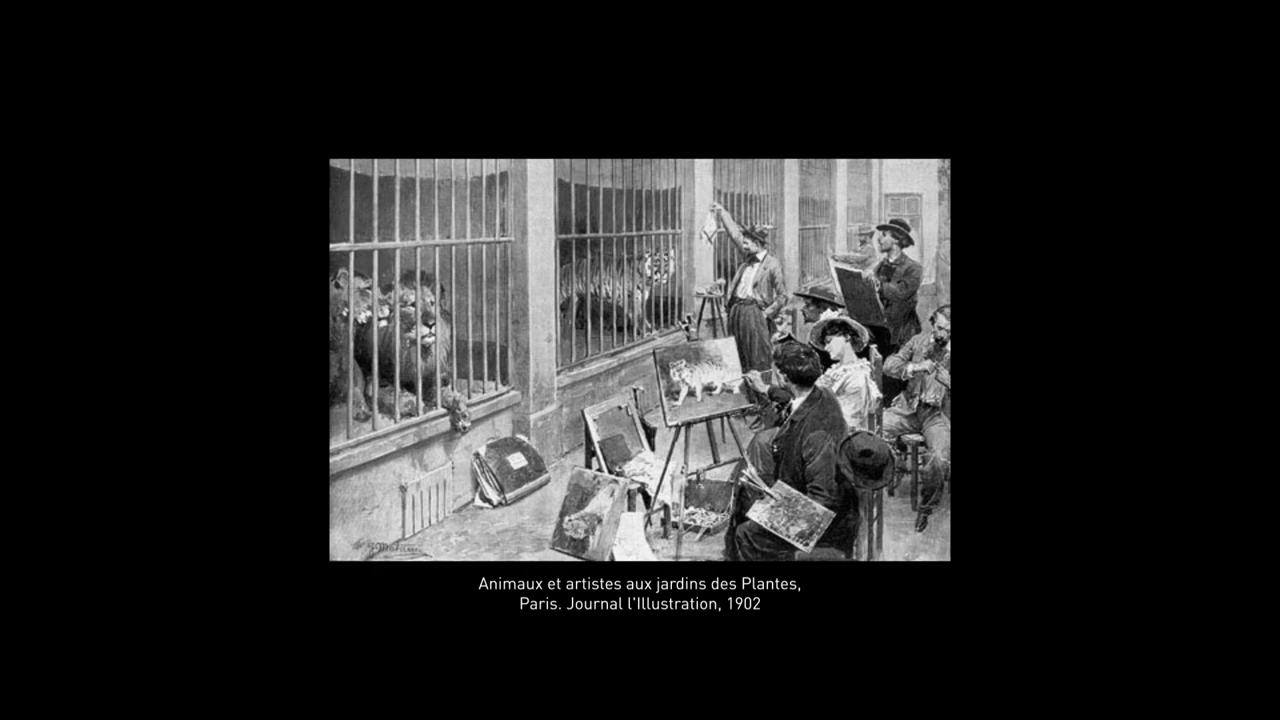 Animaux et artistes aux jardins des Plantes,
Paris. Journal l'Illustration, 1902